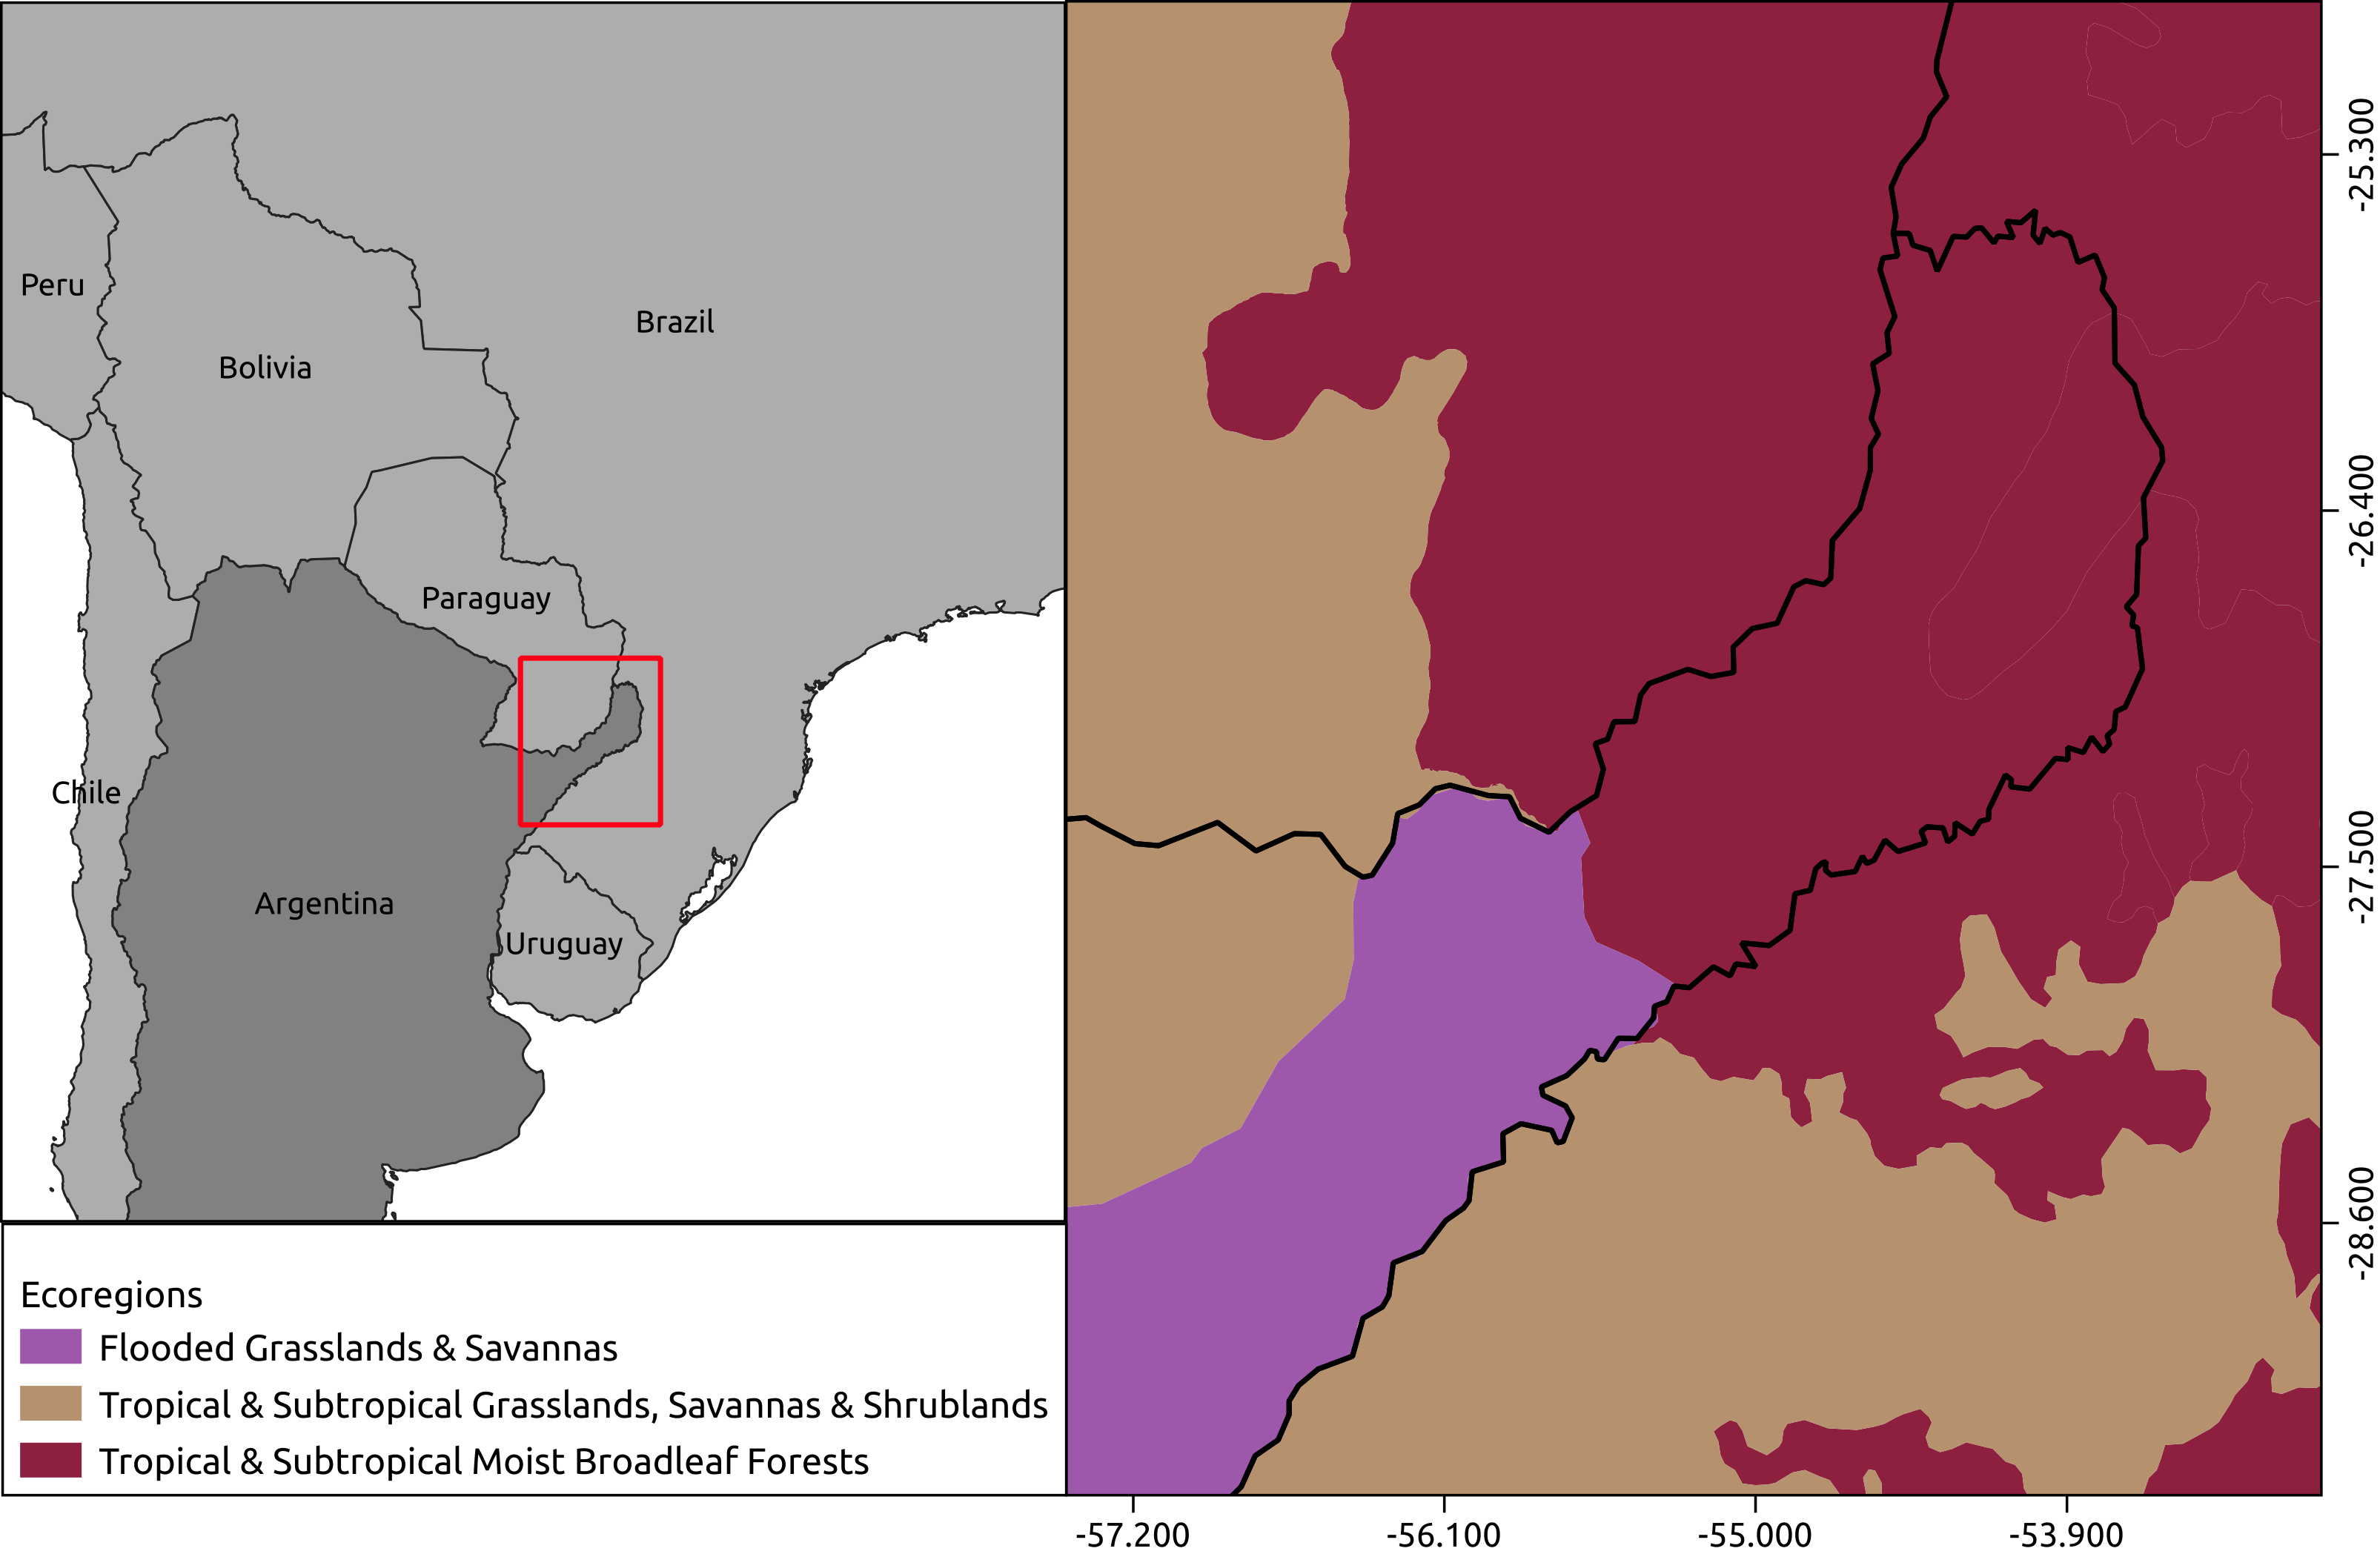 Peru
Brazil
Bolivia
Paraguay
Chile
Argentina
Uruguay
Ecoregions
Flooded Grasslands & Savannas
Tropical & Subtropical Grasslands, Savannas & Shrublands
Tropical & Subtropical Moist Broadleaf Forests
-25.300
-26.400
-27.500
-28.600
-57.200
-56.100
-55.000
-53.900